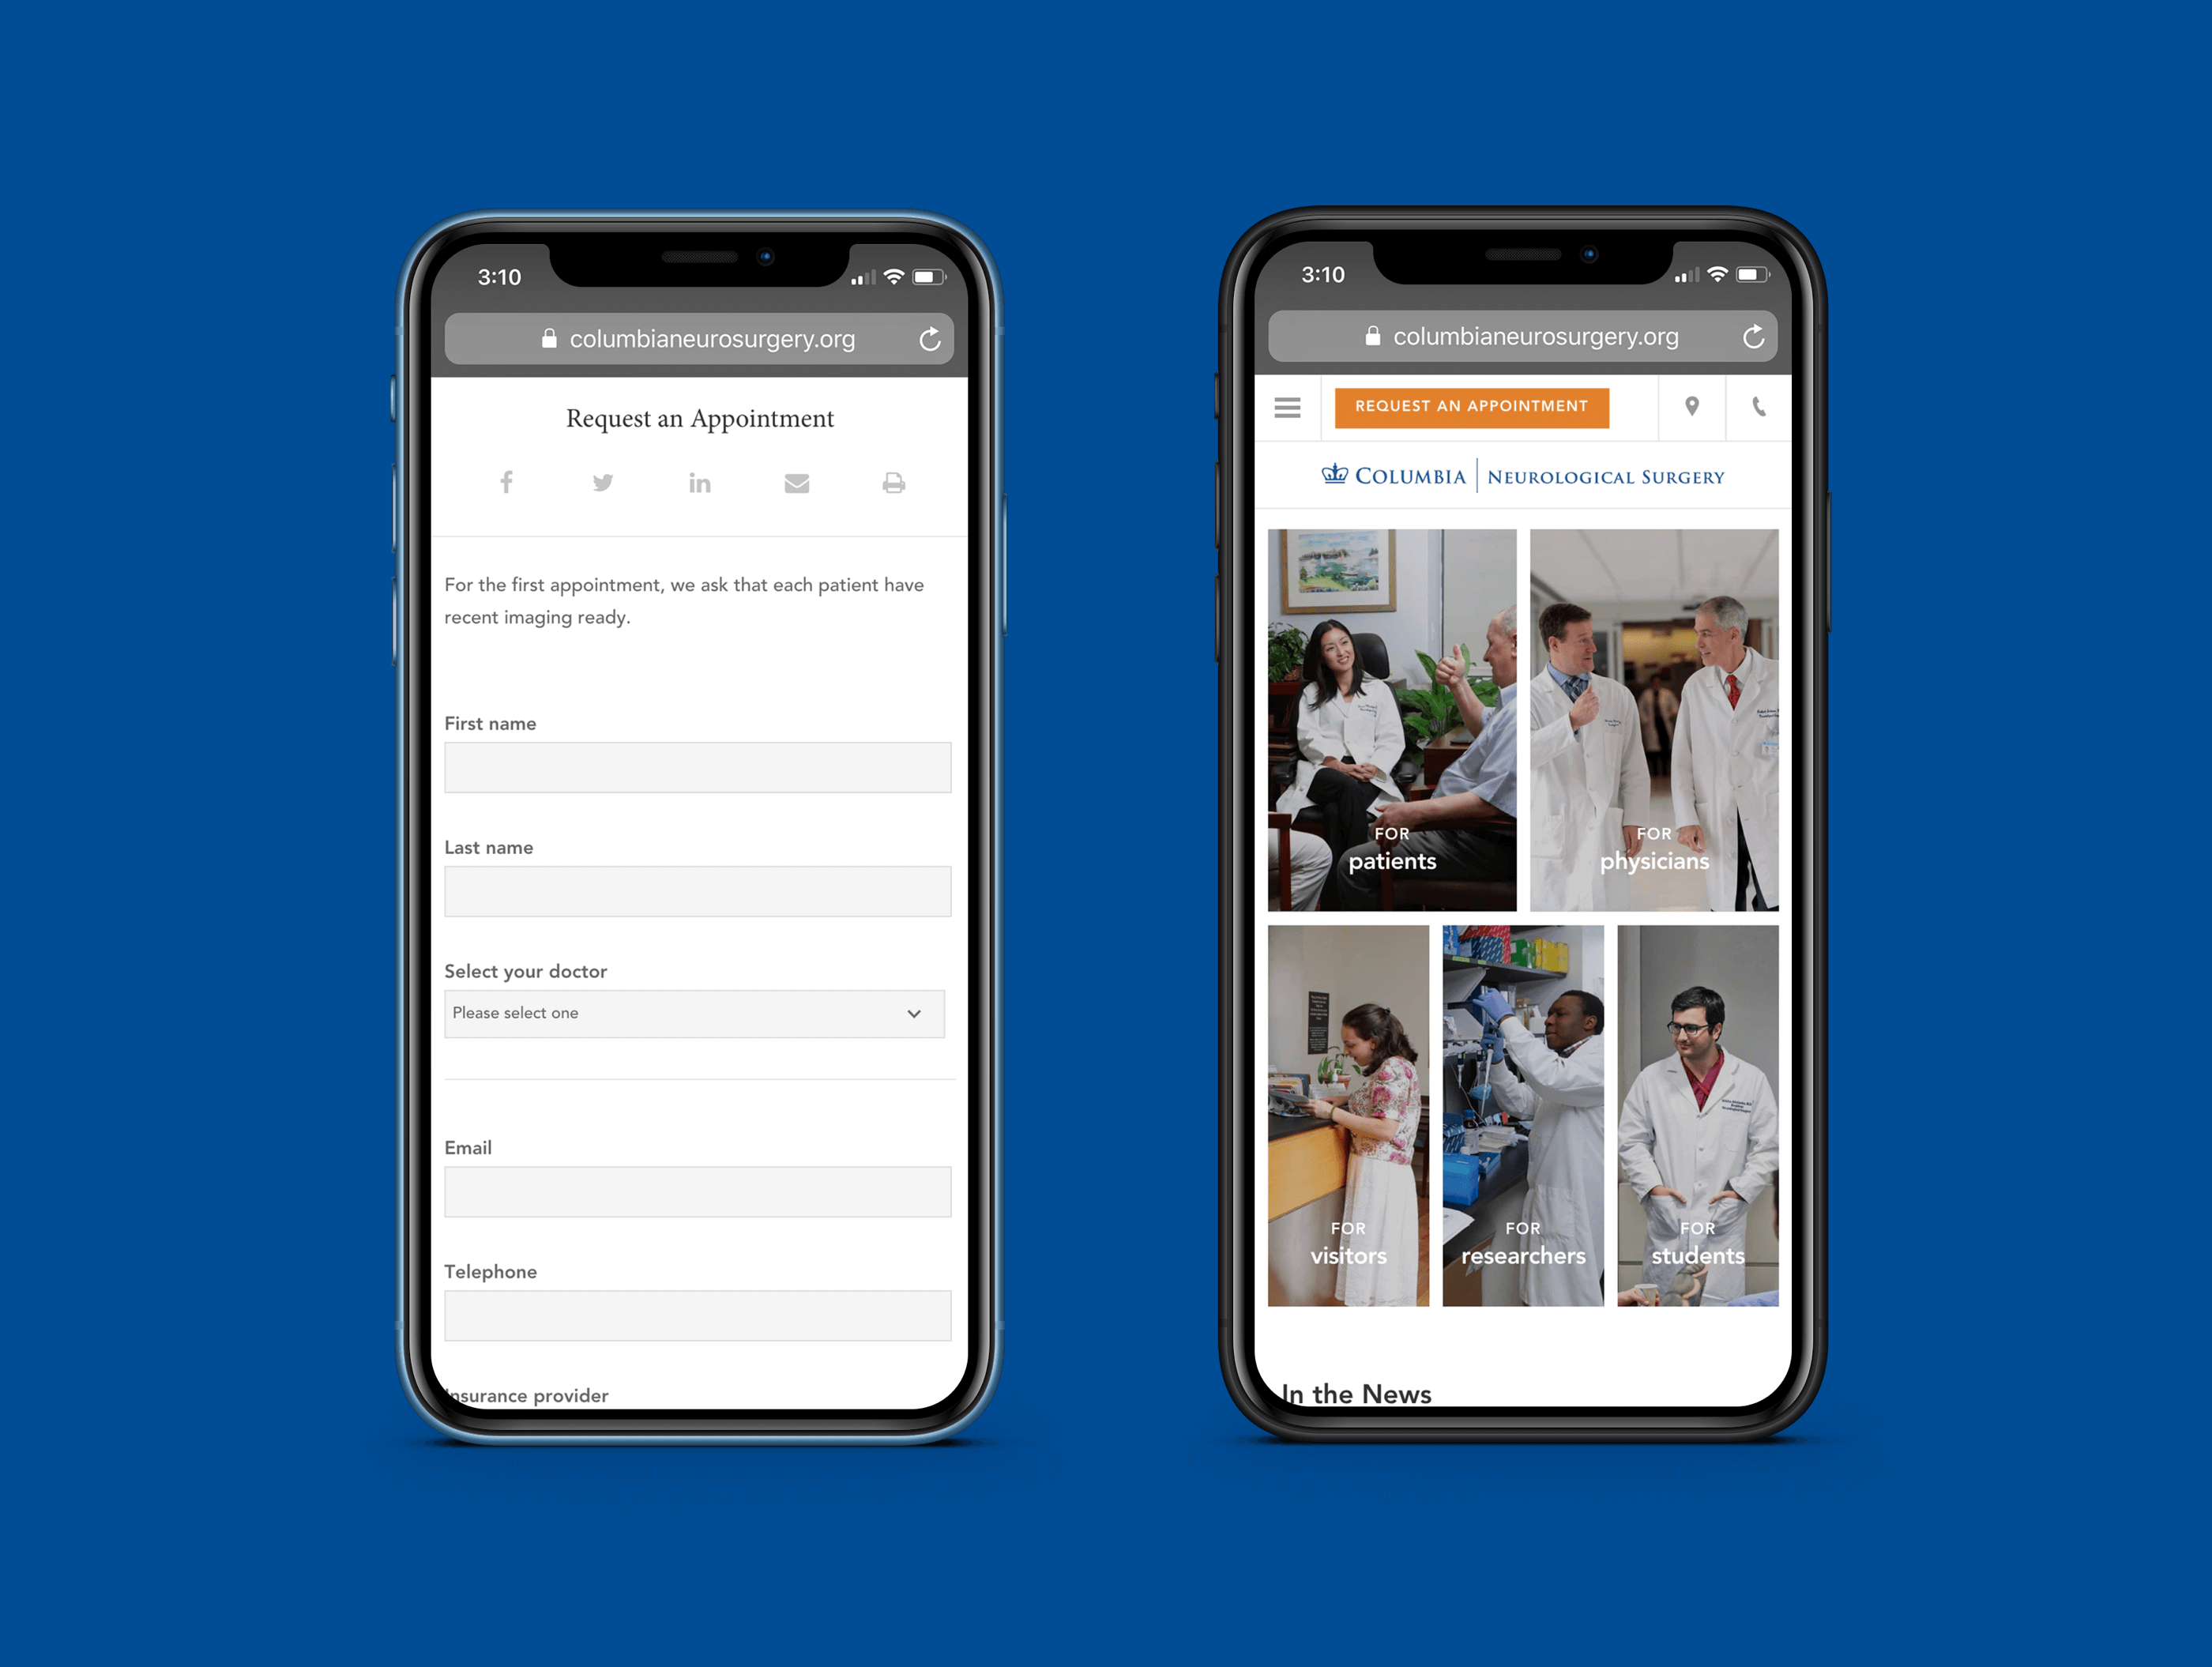 3:10
columbianeurosurgery.org
Request an Appointment
For the first appointment, we ask that each patient have
recent imaging ready.
First name
Last name
Select your doctor
Please select one
Email
Telephone
Insurance provider
3:10
columbianeurosurgery.org
REQUEST AN APPOINTMENT
COLUMBIA | NEUROLOGICAL SURGERY
FOR
patients
FOR
physicians
FOR
visitors
FOR
researchers
FOR
students
In the News